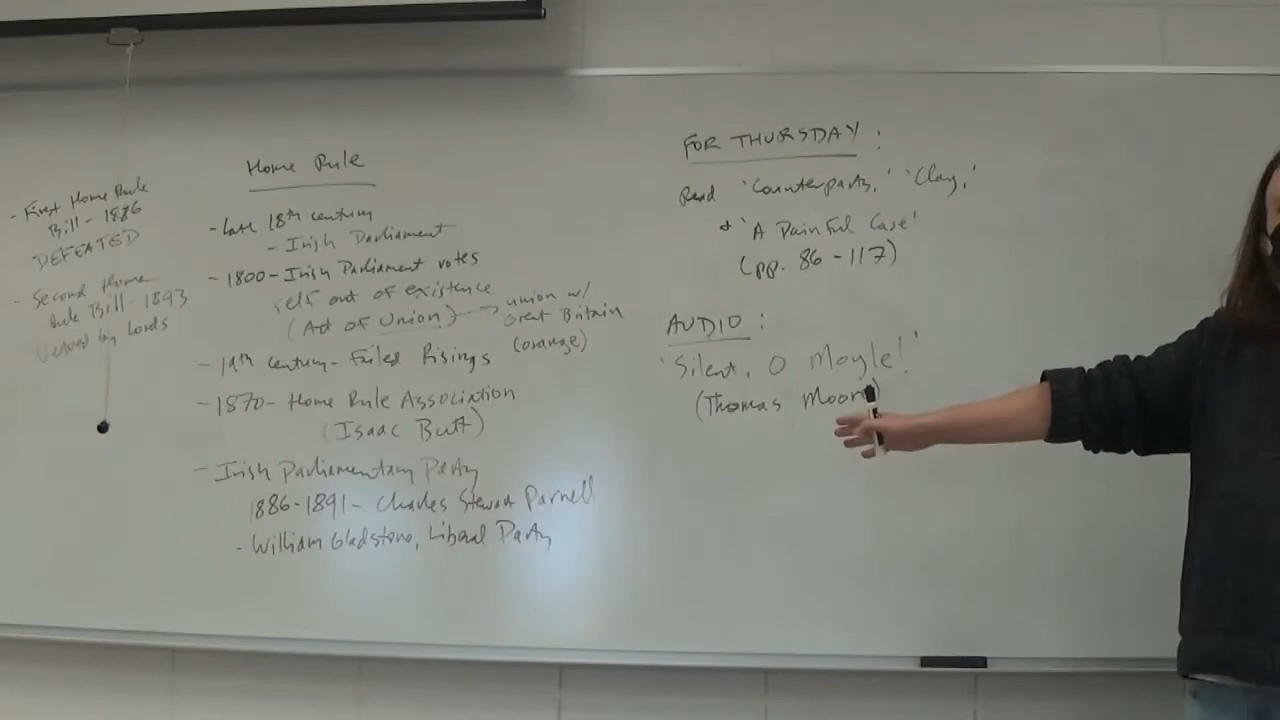 - First Home Rule
Bill - 1886
DEFEATED
- Second Home
Rule Bill - 1893
Vetoed by Lords
Home Rule
- Late 18th century
- Irish Parliament
- 1800 - Irish Parliament votes
self out of existence
(Act of Union) → union w/
Great Britain
(orange)
- 19th century - Failed Risings
- 1870 - Home Rule Association
(Isaac Butt)
- Irish Parliamentary Party
1886-1891 - Charles Stewart Parnell
- William Gladstone, Liberal Party
FOR THURSDAY:
Read 'Counterparts,' 'Clay,'
+ 'A Painful Case'
(pp. 86-117)
AUDIO:
'Silent, O Moyle!'
(Thomas Moore)